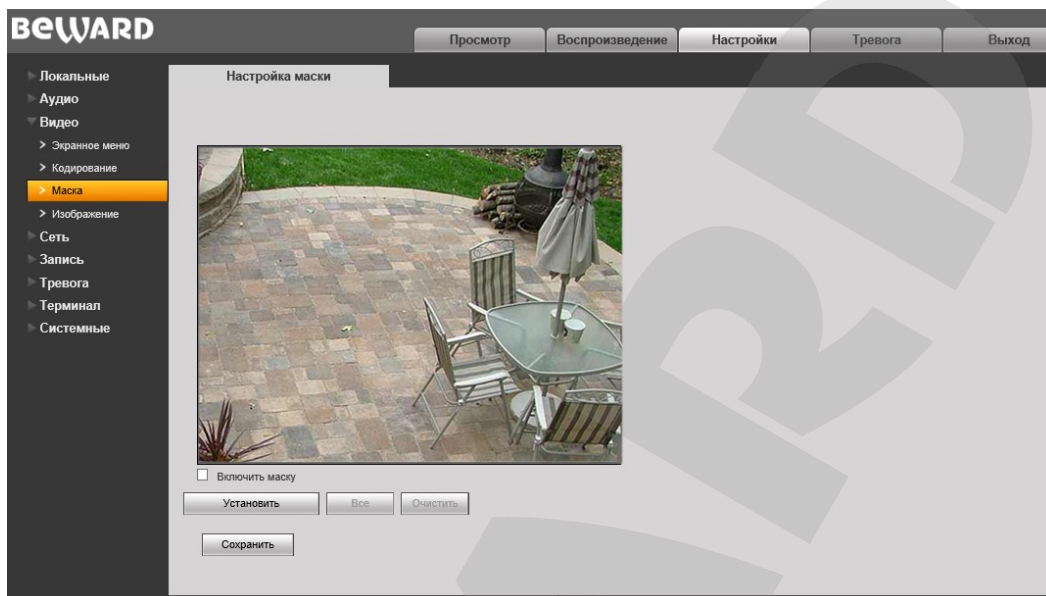 BEWARD
Просмотр
Воспроизведение
Настройки
Тревога
Выход
Локальные
Аудио
Видео
Экранное меню
Кодирование
Маска
Изображение
Сеть
Запись
Тревога
Терминал
Системные
Настройка маски
Включить маску
Установить
Все
Очистить
Сохранить